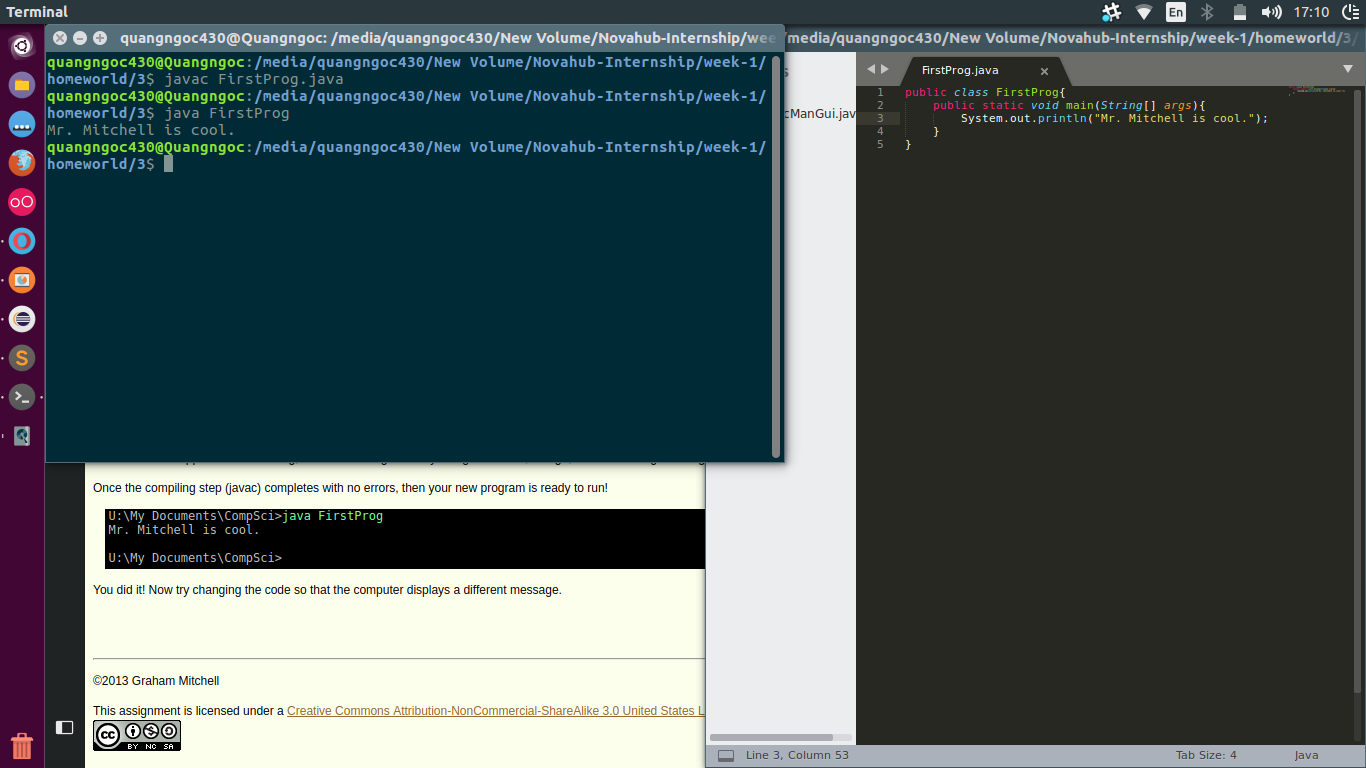 Terminal
En
17:10
quangngoc430@Quangngoc: /media/quangngoc430/New Volume/Novahub-Internship/wee
/media/quangngoc430/New Volume/Novahub-Internship/week-1/homeworld/3/
quangngoc430@Quangngoc:/media/quangngoc430/New Volume/Novahub-Internship/week-1/
homeworld/3$ javac FirstProg.java
quangngoc430@Quangngoc:/media/quangngoc430/New Volume/Novahub-Internship/week-1/
homeworld/3$ java FirstProg
Mr. Mitchell is cool.
quangngoc430@Quangngoc:/media/quangngoc430/New Volume/Novahub-Internship/week-1/
homeworld/3$
cManGui.jav
FirstProg.java
1 public class FirstProg{
2 public static void main(String[] args){
3 System.out.println("Mr. Mitchell is cool.");
4 }
5 }
Once the compiling step (javac) completes with no errors, then your new program is ready to run!
U:\My Documents\CompSci>java FirstProg
Mr. Mitchell is cool.
U:\My Documents\CompSci>
You did it! Now try changing the code so that the computer displays a different message.
©2013 Graham Mitchell
This assignment is licensed under a Creative Commons Attribution-NonCommercial-ShareAlike 3.0 United States L
cc
BY NC SA
Line 3, Column 53
Tab Size: 4
Java